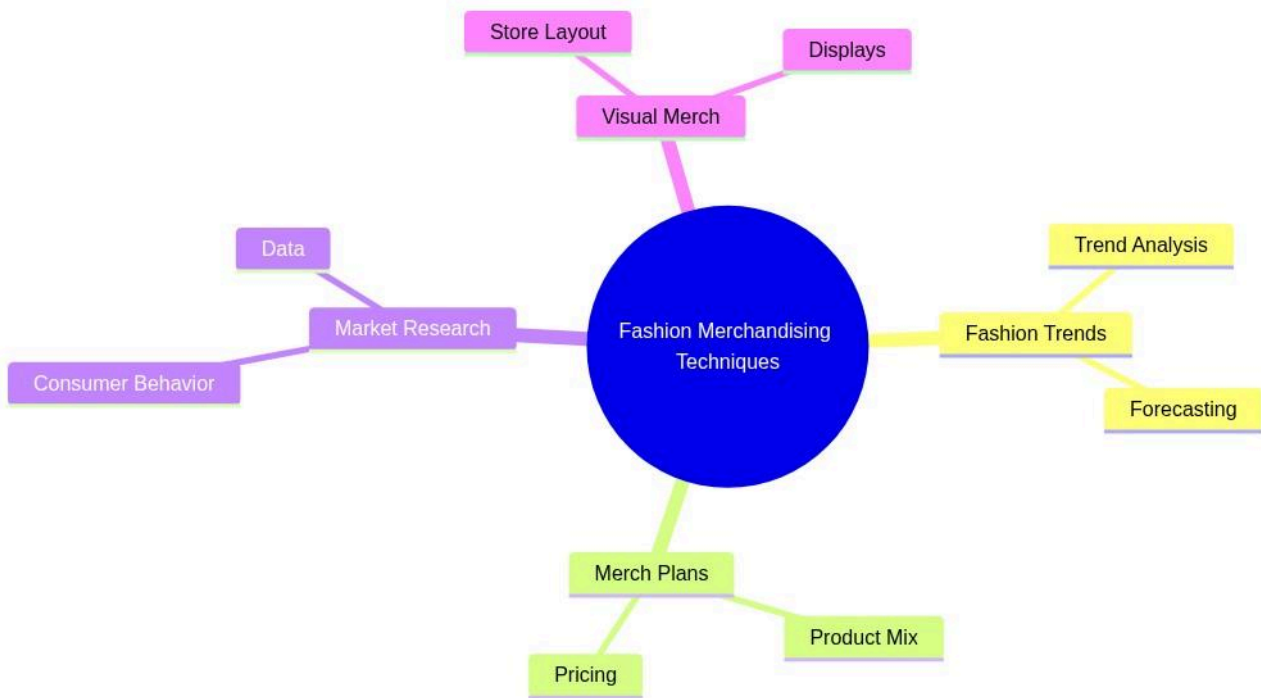 Store Layout
Displays
Visual Merch
Data
Trend Analysis
Market Research
Fashion Merchandising
Techniques
Fashion Trends
Consumer Behavior
Forecasting
Merch Plans
Product Mix
Pricing